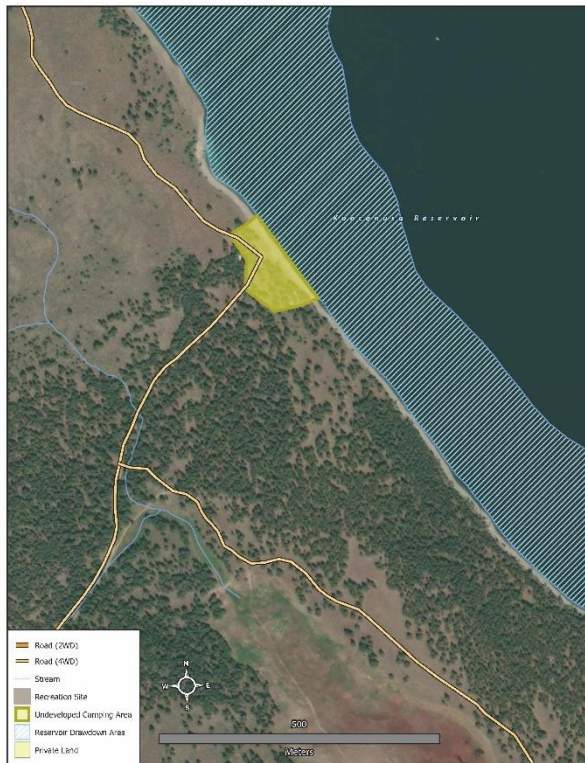 Koocanusa Reservoir
Road (2WD)
Road (4WD)
Stream
Recreation Site
Undeveloped Camping Area
Reservoir Drawdown Area
Private Land
N
W
E
S
500
Meters